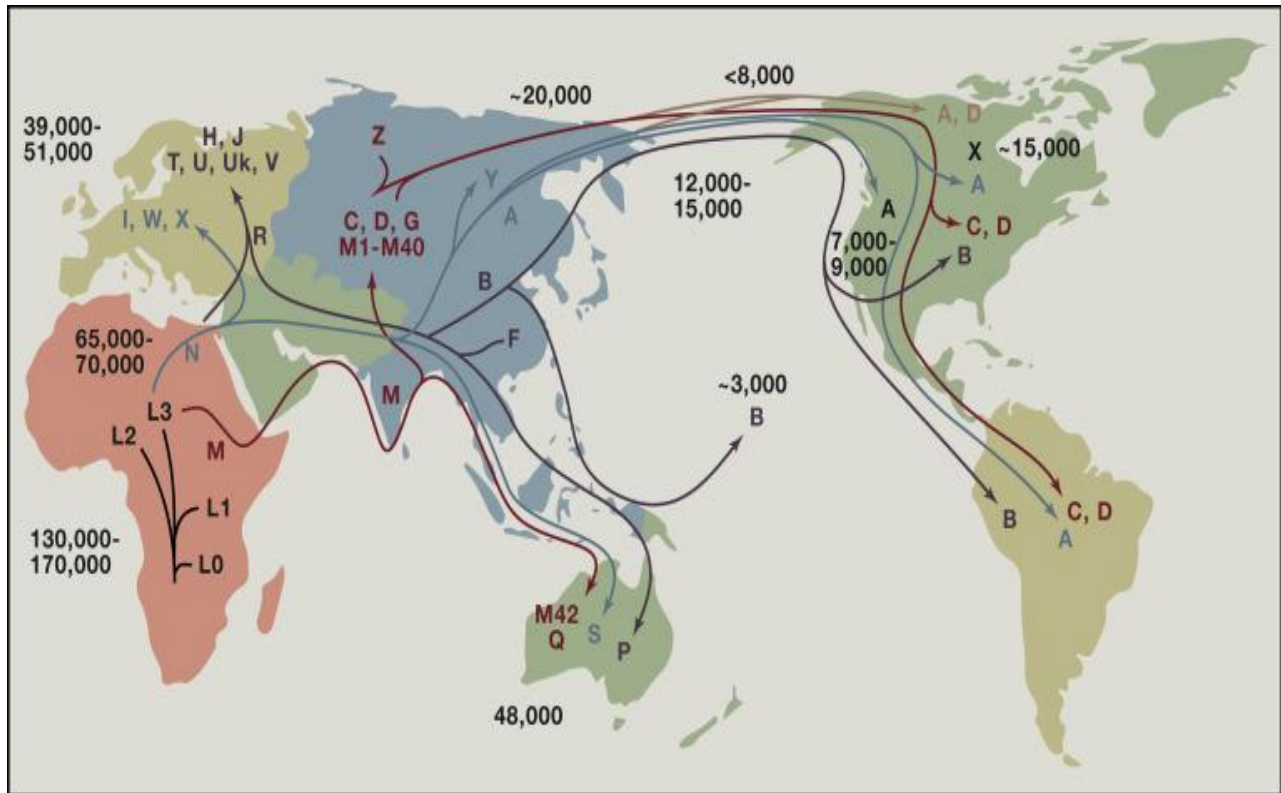 <8,000
~20,000
A, D
39,000-
51,000
H, J
T, U, Uk, V
Z
X
~15,000
Y
A
12,000-
15,000
A
I, W, X
R
C, D, G
M1-M40
A
C, D
7,000-
9,000
B
B
65,000-
70,000
N
F
M
~3,000
B
L3
L2
M
L1
B
C, D
A
130,000-
170,000
L0
M42
Q
S
P
48,000